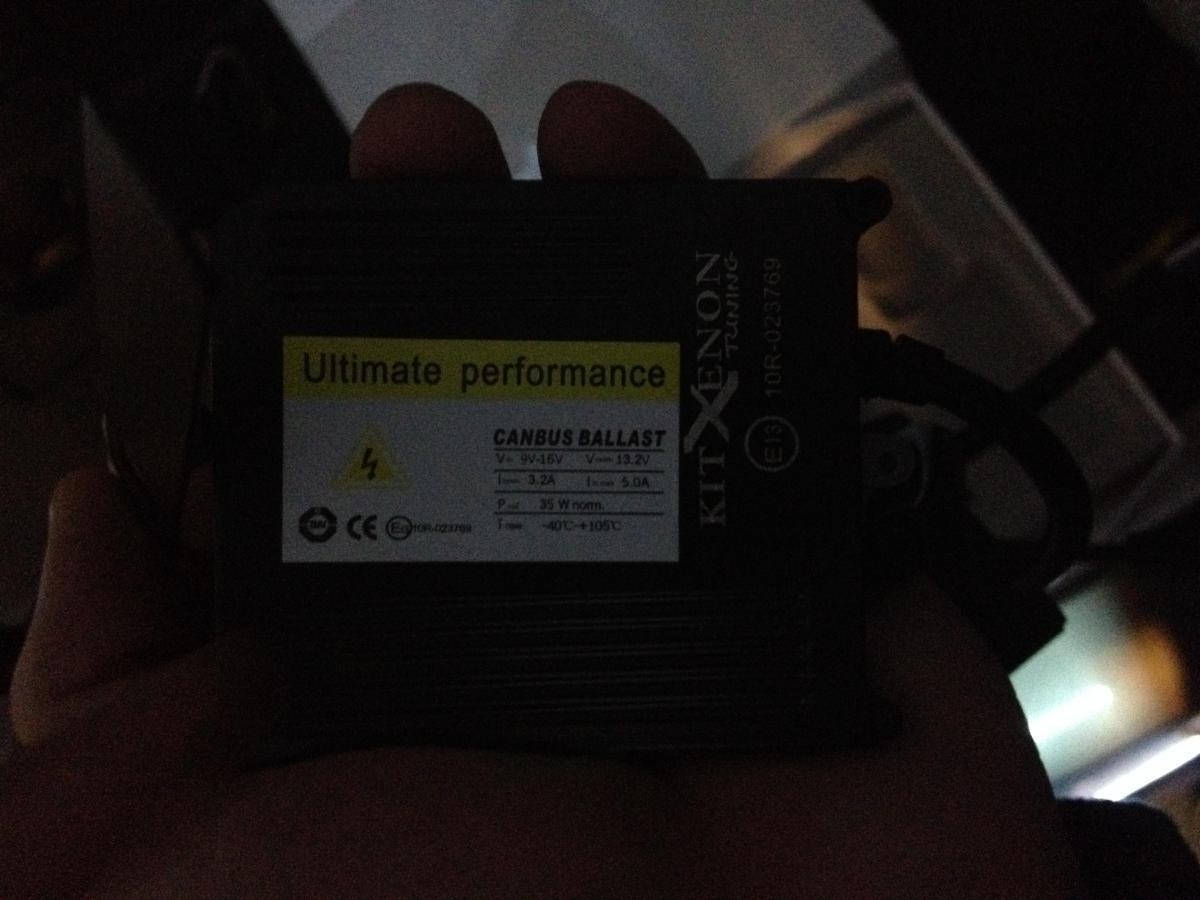 Ultimate performance
CANBUS BALLAST
9V-16V 13.2V
3.2A 5.0A
35 W norm.
-40℃-+105℃
CE 10R-023769
KIT XENON
TUNING
E13 10R-023769